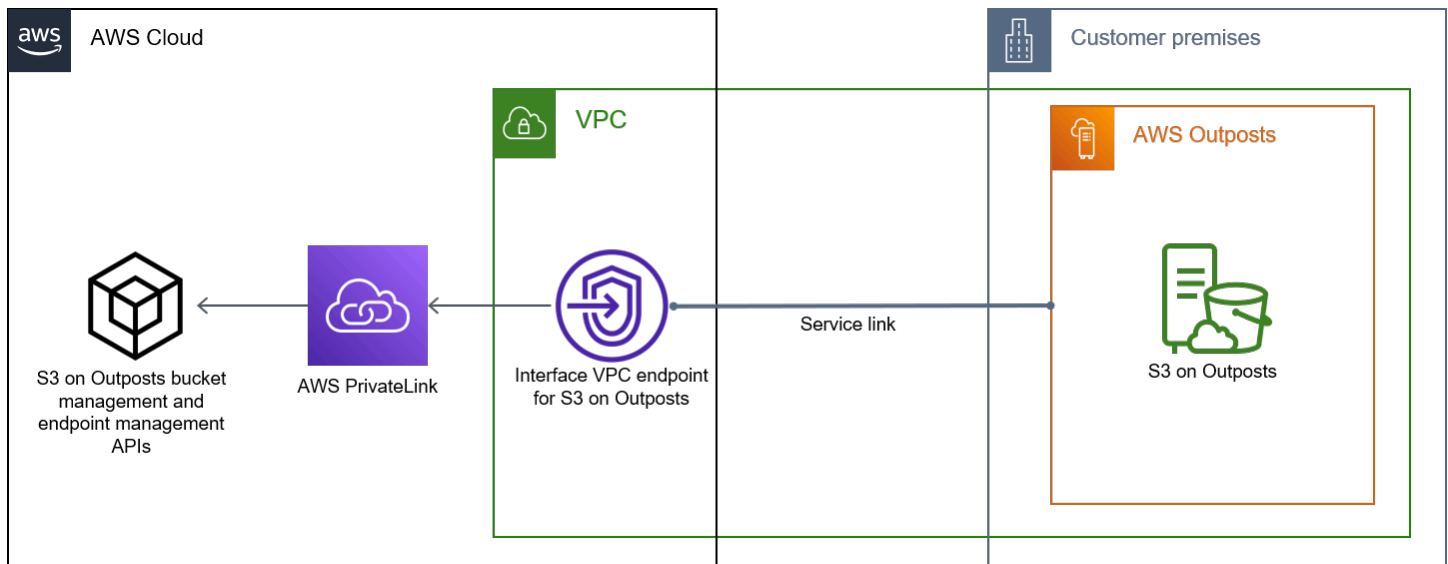 aws
AWS Cloud
Customer premises
VPC
AWS Outposts
Service link
S3 on Outposts bucket
management and
endpoint management
APIs
AWS PrivateLink
Interface VPC endpoint
for S3 on Outposts
S3 on Outposts